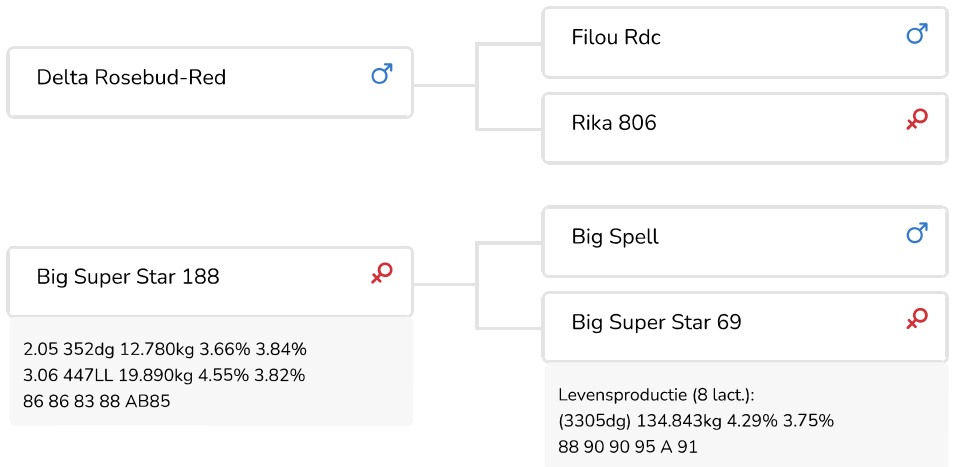 Delta Rosebud-Red
Filou Rdc
Rika 806
Big Super Star 188
2.05 352dg 12.780kg 3.66% 3.84%
3.06 447LL 19.890kg 4.55% 3.82%
86 86 83 88 AB85
Big Spell
Big Super Star 69
Levensproductie (8 lact.):
(3305dg) 134.843kg 4.29% 3.75%
88 90 90 95 A 91